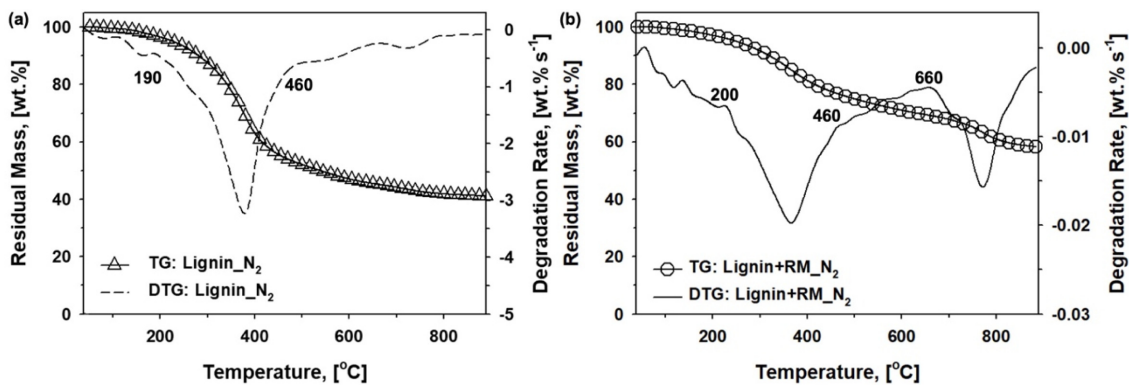 (a)
100
80
60
40
20
0
Residual Mass, [wt.%]
190
460
TG: Lignin_N2
DTG: Lignin_N2
200 400 600 800
Temperature, [oC]
0
-1
-2
-3
-4
-5
Degradation Rate, [wt.% s-1]
(b)
100
80
60
40
20
0
Residual Mass, [wt.%]
200
460
660
TG: Lignin+RM_N2
DTG: Lignin+RM_N2
200 400 600 800
Temperature, [oC]
0.00
-0.01
-0.02
-0.03
Degradation Rate, [wt.% s-1]